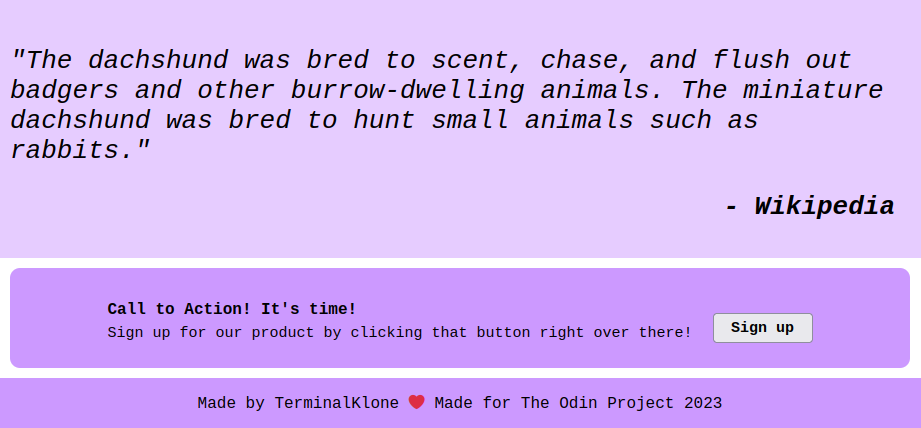 "The dachshund was bred to scent, chase, and flush out
badgers and other burrow-dwelling animals. The miniature
dachshund was bred to hunt small animals such as
rabbits."
- Wikipedia
Call to Action! It's time!
Sign up for our product by clicking that button right over there!
Sign up
Made by TerminalKlone ❤️ Made for The Odin Project 2023